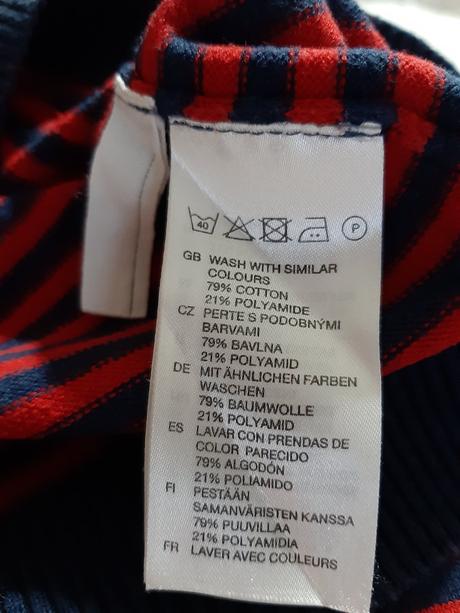 40 P
GB WASH WITH SIMILAR
COLOURS
79% COTTON
21% POLYAMIDE
CZ PERTE S PODOBNÝMI
BARVAMI
79% BAVLNA
21% POLYAMID
DE MIT ÄHNLICHEN FARBEN
WASCHEN
79% BAUMWOLLE
21% POLYAMID
ES LAVAR CON PRENDAS DE
COLOR PARECIDO
79% ALGODÓN
21% POLIAMIDO
FI PESTÄÄN
SAMANVÄRISTEN KANSSA
79% PUUVILLAA
21% POLYAMIDIA
FR LAVER AVEC COULEURS